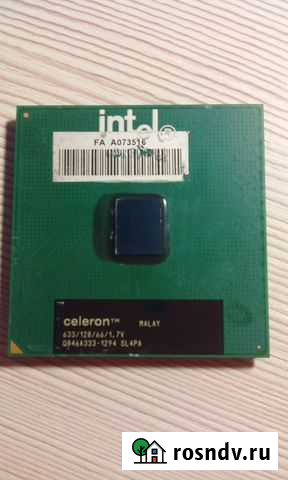 intel
FA A073516
celeron™ MALAY
633/128/66/1.7V
Q046A333-1294 SL4PA
rosndv.ru